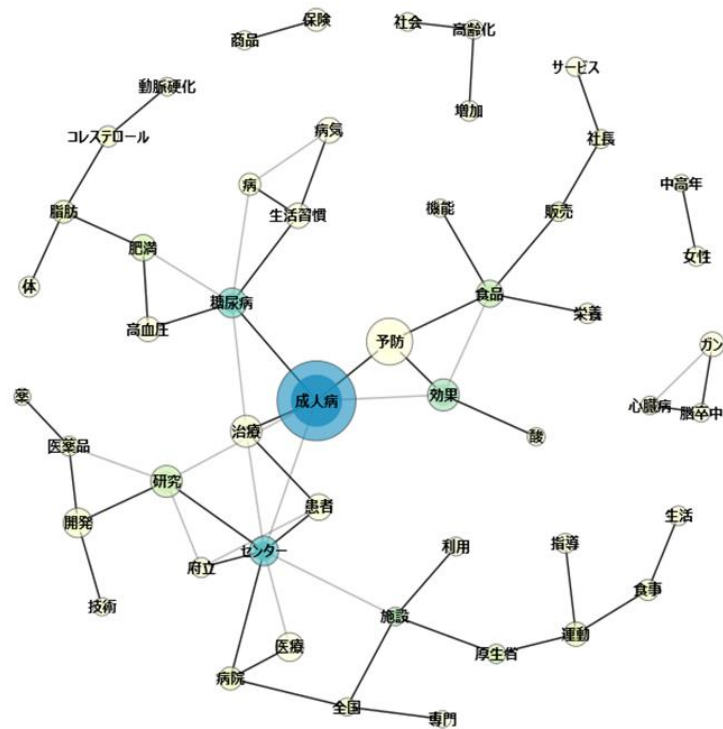 保険
商品
社会
高齢化
増加
サービス
動脈硬化
コレステロール
病気
社長
病
生活習慣
中高年
脂肪
機能
販売
肥満
女性
体
糖尿病
食品
高血圧
栄養
予防
ガン
成人病
効果
心臓病
脳卒中
薬
治療
酸
医薬品
研究
患者
開発
生活
センター
利用
指導
府立
食事
技術
施設
運動
医療
厚生省
病院
全国
専門